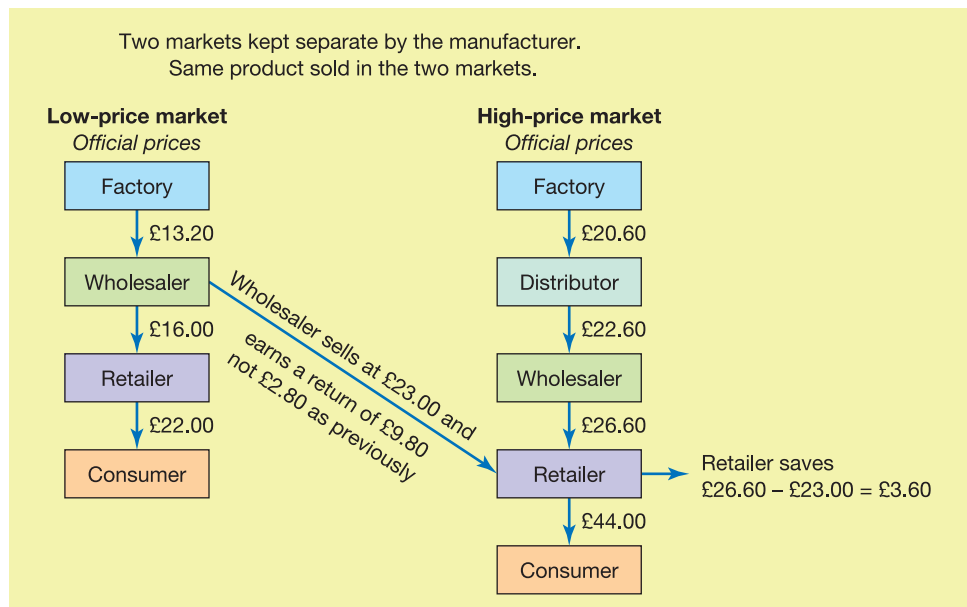 Two markets kept separate by the manufacturer.
Same product sold in the two markets.
Low-price market
Official prices
Factory
£13.20
Wholesaler
£16.00
Retailer
£22.00
Consumer
Wholesaler sells at £23.00 and
earns a return of £9.80
not £2.80 as previously
High-price market
Official prices
Factory
£20.60
Distributor
£22.60
Wholesaler
£26.60
Retailer
£44.00
Consumer
Retailer saves
£26.60 – £23.00 = £3.60